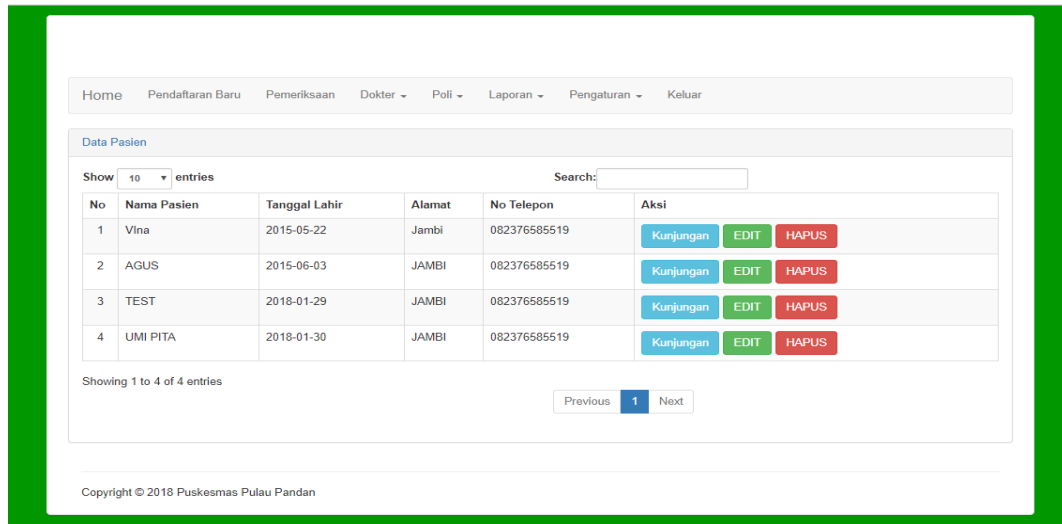 Home Pendaftaran Baru Pemeriksaan Dokter Poli Laporan Pengaturan Keluar
Data Pasien
Show 10 entries Search:
No Nama Pasien Tanggal Lahir Alamat No Telepon Aksi
1 VIna 2015-05-22 Jambi 082376585519 Kunjungan EDIT HAPUS
2 AGUS 2015-06-03 JAMBI 082376585519 Kunjungan EDIT HAPUS
3 TEST 2018-01-29 JAMBI 082376585519 Kunjungan EDIT HAPUS
4 UMI PITA 2018-01-30 JAMBI 082376585519 Kunjungan EDIT HAPUS
Showing 1 to 4 of 4 entries
Previous 1 Next
Copyright © 2018 Puskesmas Pulau Pandan